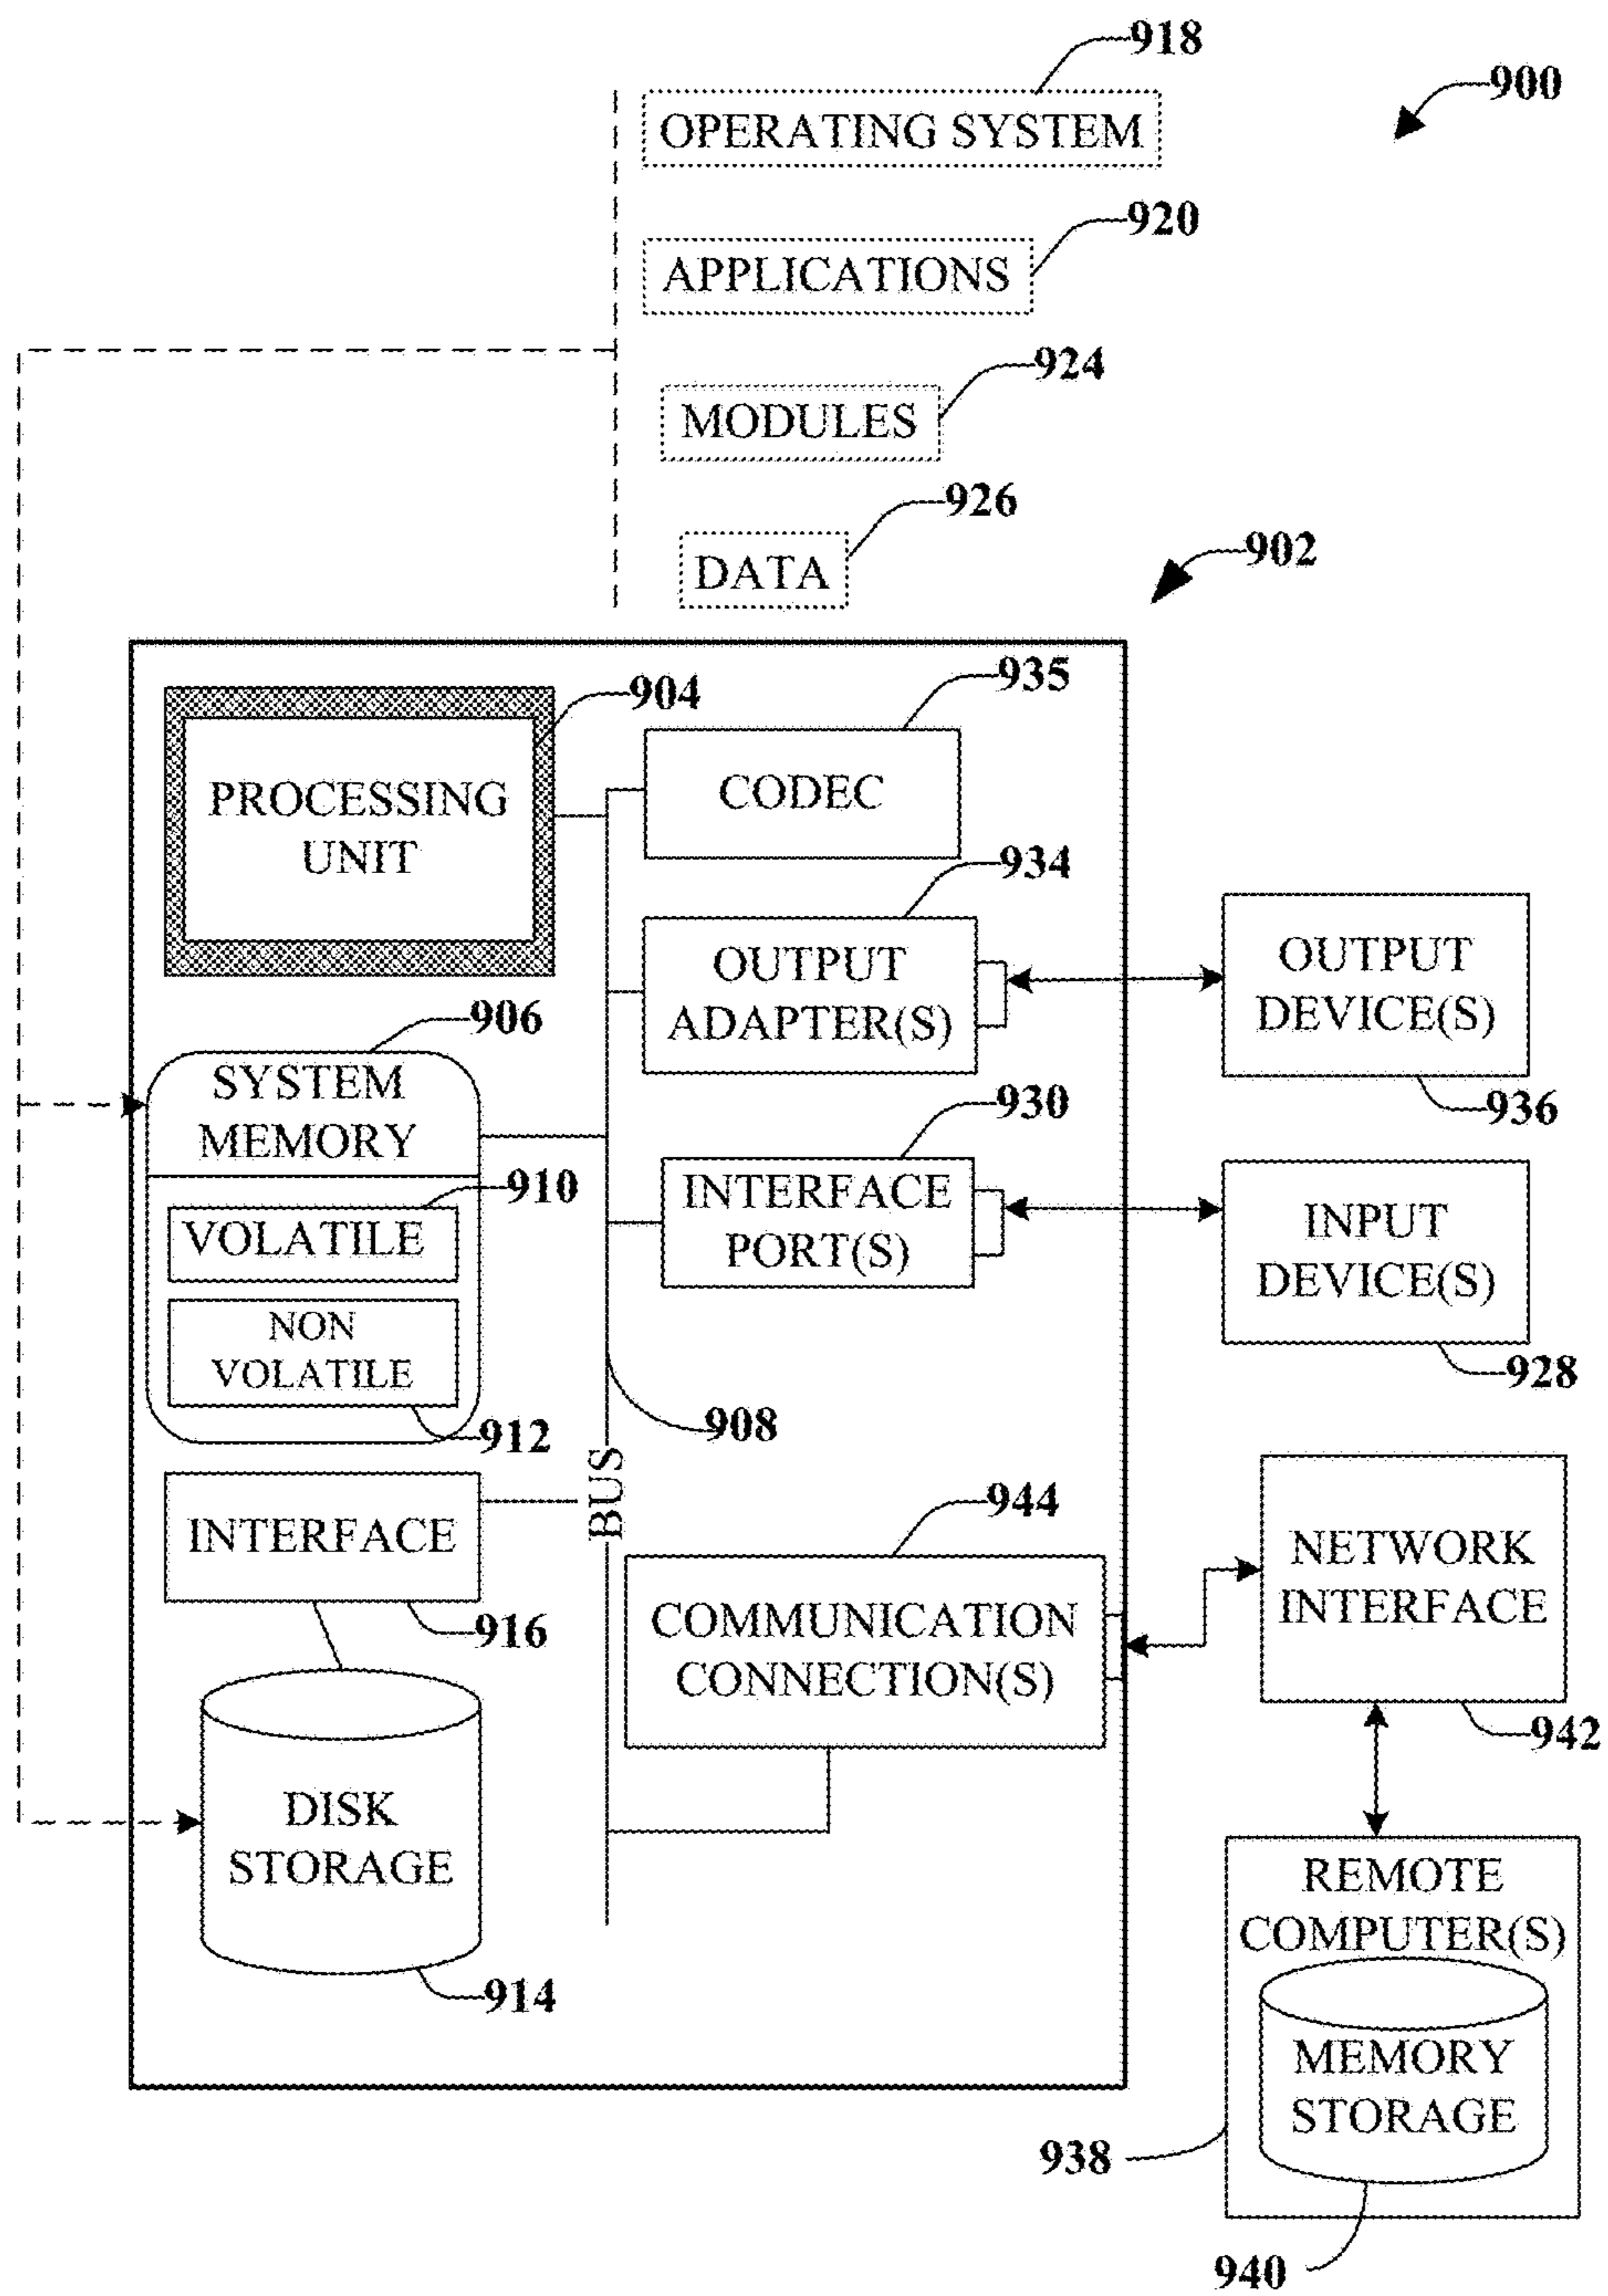 918
900
OPERATING SYSTEM
920
APPLICATIONS
924
MODULES
926
DATA
902
904
PROCESSING
UNIT
935
CODEC
934
OUTPUT
ADAPTER(S)
OUTPUT
DEVICE(S)
936
906
SYSTEM
MEMORY
910
VOLATILE
NON
VOLATILE
912
930
INTERFACE
PORT(S)
INPUT
DEVICE(S)
928
908
BUS
INTERFACE
916
944
COMMUNICATION
CONNECTION(S)
NETWORK
INTERFACE
942
DISK
STORAGE
914
REMOTE
COMPUTER(S)
MEMORY
STORAGE
938
940